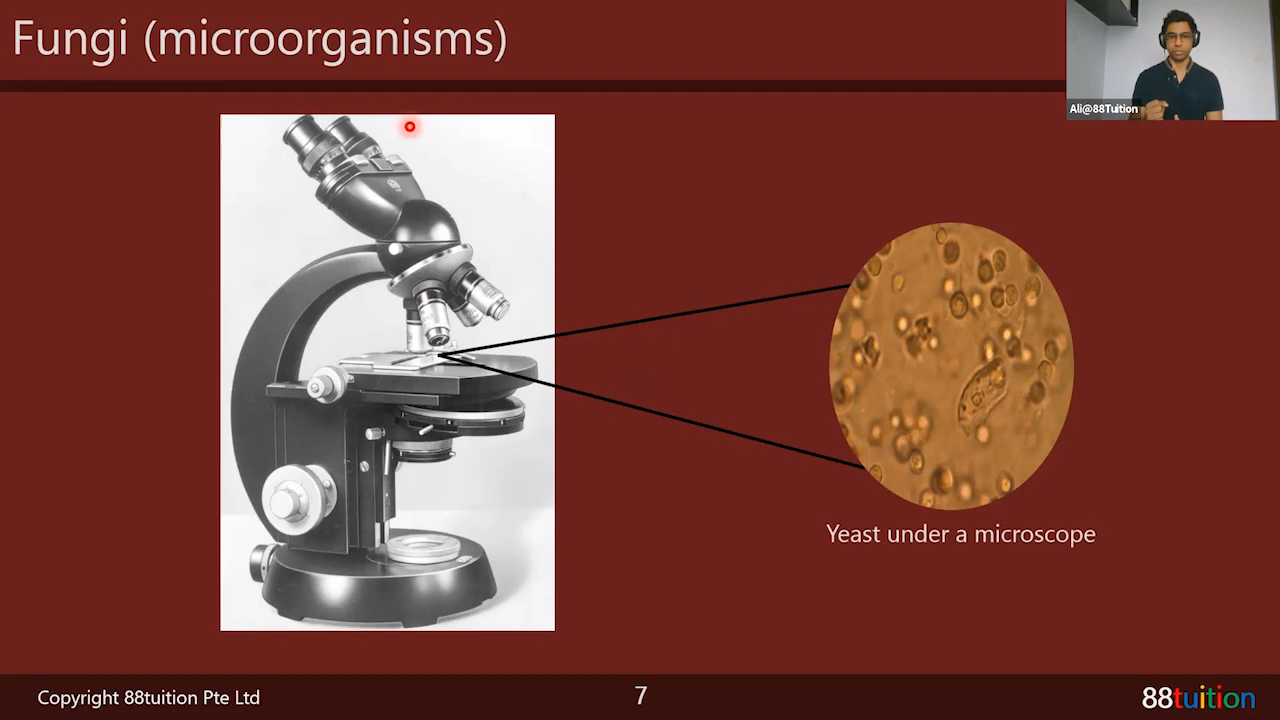 Fungi (microorganisms)
Ali@88Tuition
Yeast under a microscope
Copyright 88tuition Pte Ltd
7
88tuition